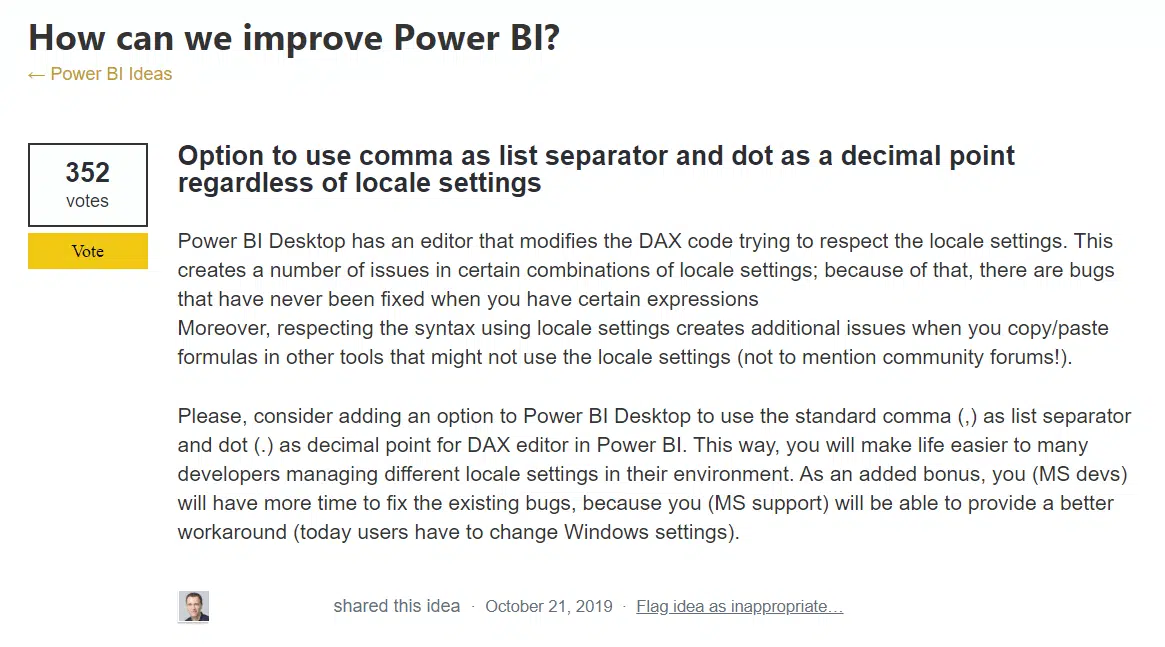 How can we improve Power BI?
← Power BI Ideas
352
votes
Vote
Option to use comma as list separator and dot as a decimal point
regardless of locale settings
Power BI Desktop has an editor that modifies the DAX code trying to respect the locale settings. This
creates a number of issues in certain combinations of locale settings; because of that, there are bugs
that have never been fixed when you have certain expressions
Moreover, respecting the syntax using locale settings creates additional issues when you copy/paste
formulas in other tools that might not use the locale settings (not to mention community forums!).
Please, consider adding an option to Power BI Desktop to use the standard comma (,) as list separator
and dot (.) as decimal point for DAX editor in Power BI. This way, you will make life easier to many
developers managing different locale settings in their environment. As an added bonus, you (MS devs)
will have more time to fix the existing bugs, because you (MS support) will be able to provide a better
workaround (today users have to change Windows settings).
shared this idea · October 21, 2019 · Flag idea as inappropriate…